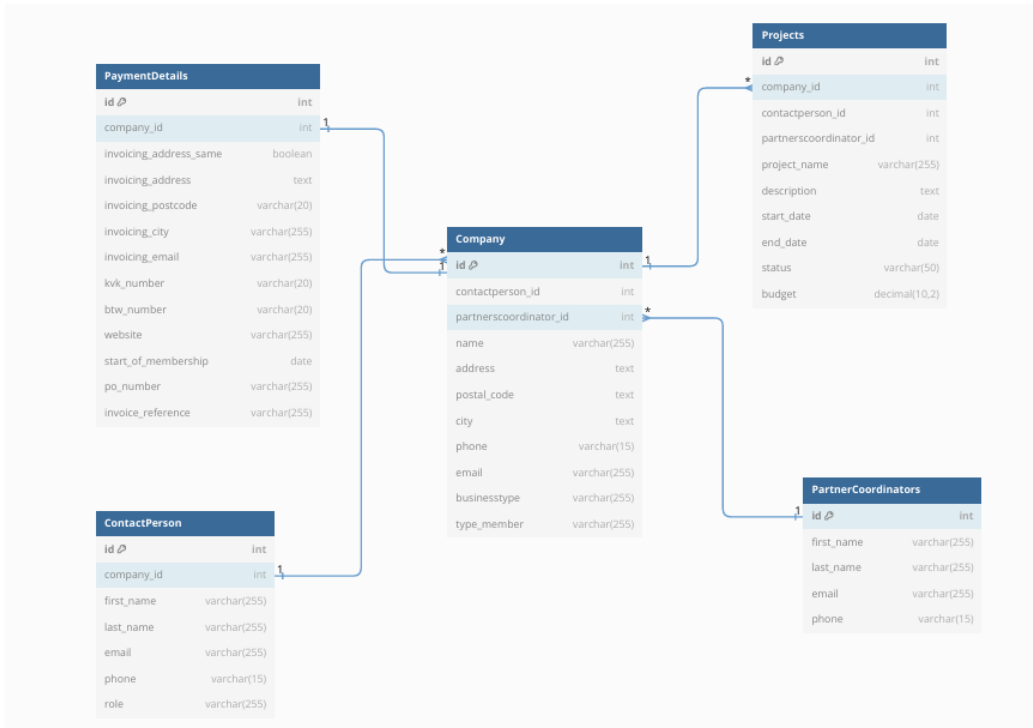 PaymentDetails
id int
company_id int
invoicing_address_same boolean
invoicing_address text
invoicing_postcode varchar(20)
invoicing_city varchar(255)
invoicing_email varchar(255)
kvk_number varchar(20)
btw_number varchar(20)
website varchar(255)
start_of_membership date
po_number varchar(255)
invoice_reference varchar(255)
1
ContactPerson
id int
company_id int
first_name varchar(255)
last_name varchar(255)
email varchar(255)
phone varchar(15)
role varchar(255)
1
*
1
Company
id int
contactperson_id int
partnerscoordinator_id int
name varchar(255)
address text
postal_code text
city text
phone varchar(15)
email varchar(255)
businesstype varchar(255)
type_member varchar(255)
1
*
*
Projects
id int
company_id int
contactperson_id int
partnerscoordinator_id int
project_name varchar(255)
description text
start_date date
end_date date
status varchar(50)
budget decimal(10,2)
1
PartnerCoordinators
id int
first_name varchar(255)
last_name varchar(255)
email varchar(255)
phone varchar(15)